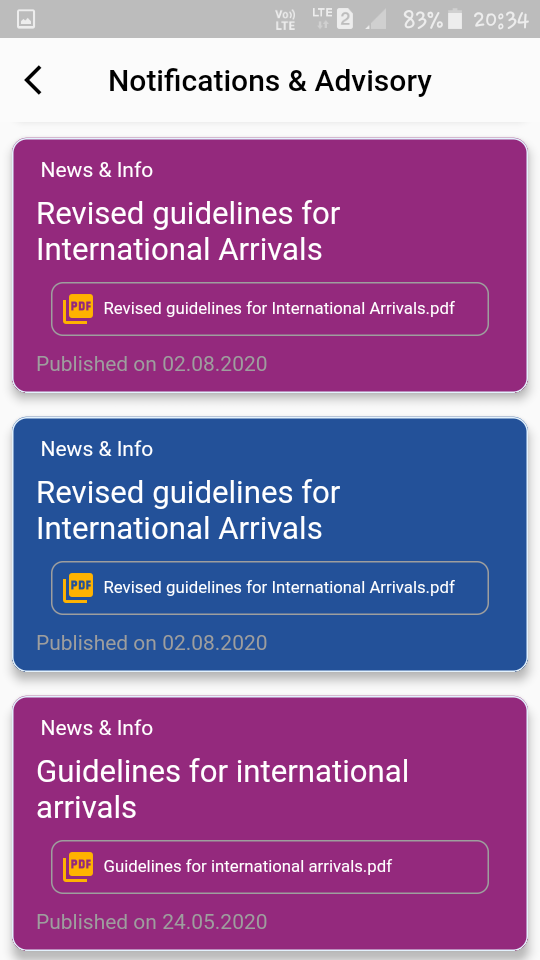 Vo)) LTE LTE 2 83% 20:34
Notifications & Advisory
News & Info
Revised guidelines for
International Arrivals
PDF Revised guidelines for International Arrivals.pdf
Published on 02.08.2020
News & Info
Revised guidelines for
International Arrivals
PDF Revised guidelines for International Arrivals.pdf
Published on 02.08.2020
News & Info
Guidelines for international
arrivals
PDF Guidelines for international arrivals.pdf
Published on 24.05.2020